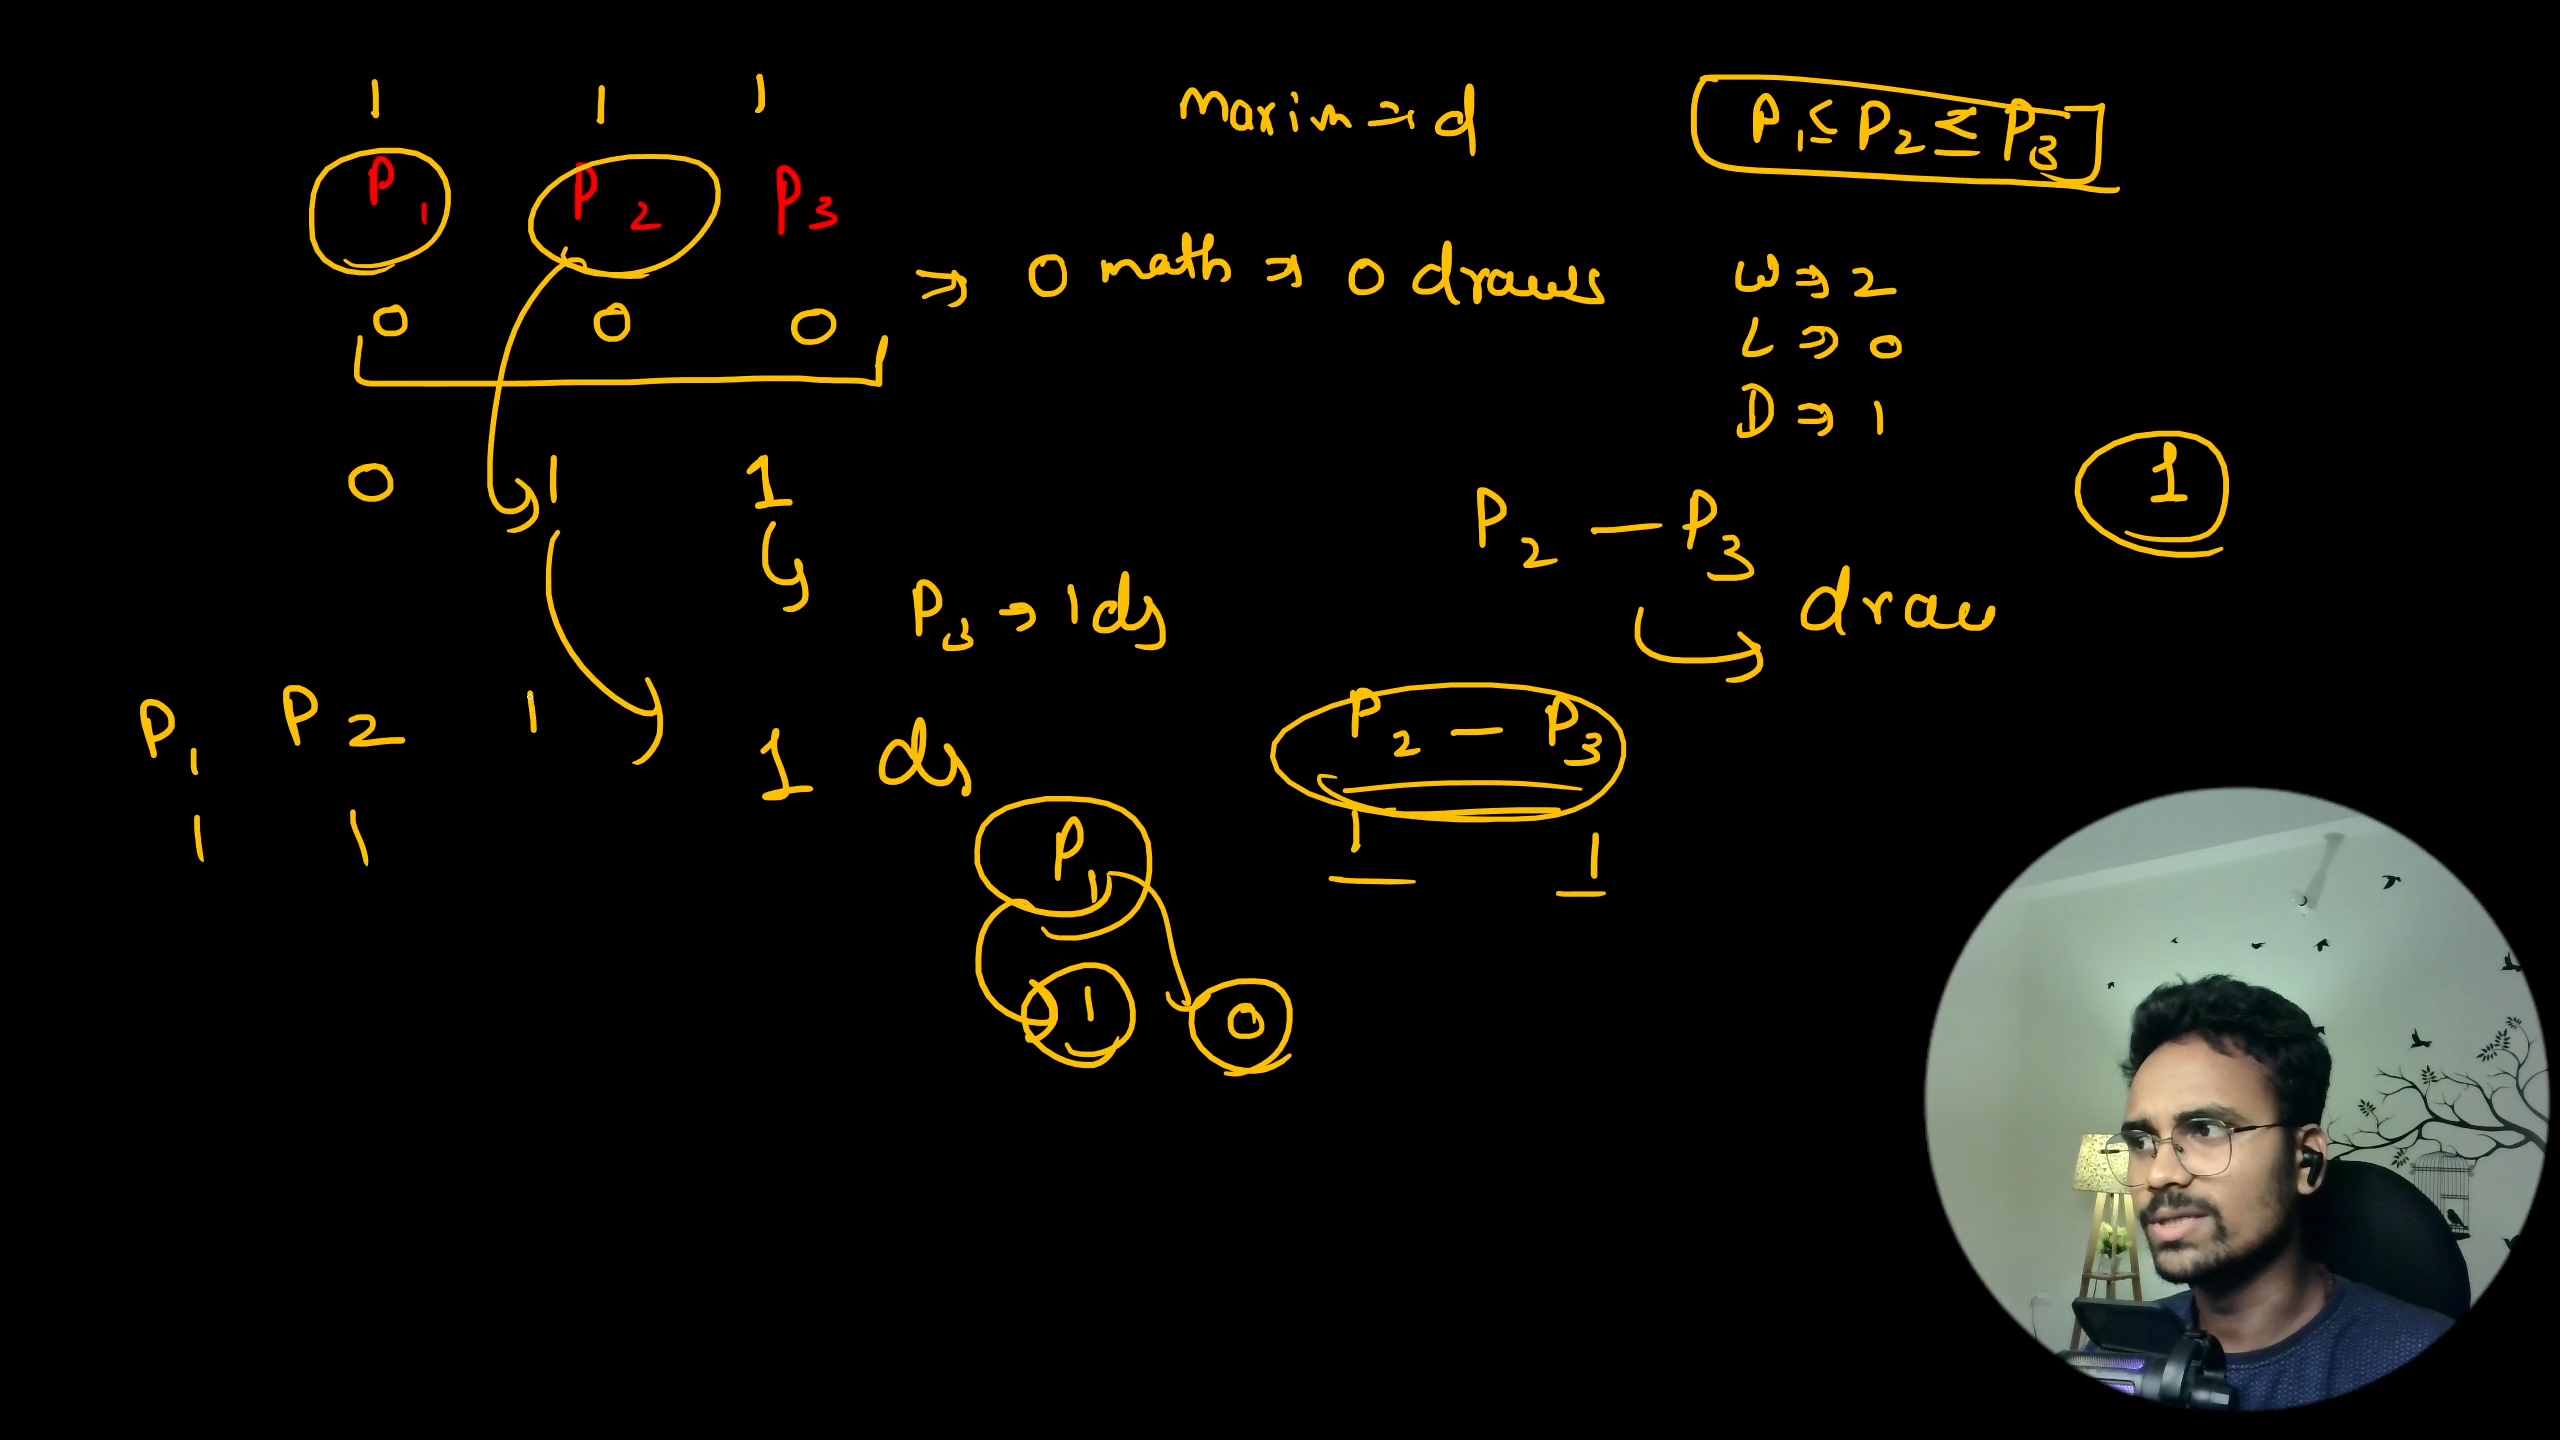 1 1 1
P1 P2 P3
maxim ⇒ d
P1 ≤ P2 ≤ P3
0 0 0 ⇒ 0 math ⇒ 0 draws
W ⇒ 2
L ⇒ 0
D ⇒ 1
0 1 1
P2 — P3
1
draw
P3 → 1 ds
P1 P2 1
1 ds
P2 — P3
1 1
1 1
P1
1 0